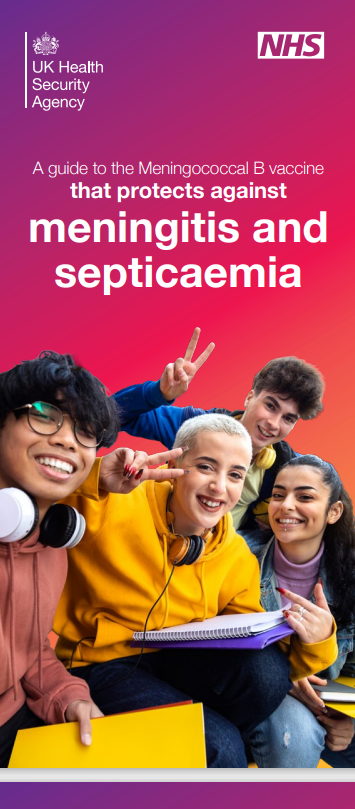 UK Health
Security
Agency
NHS
A guide to the Meningococcal B vaccine
that protects against
meningitis and
septicaemia